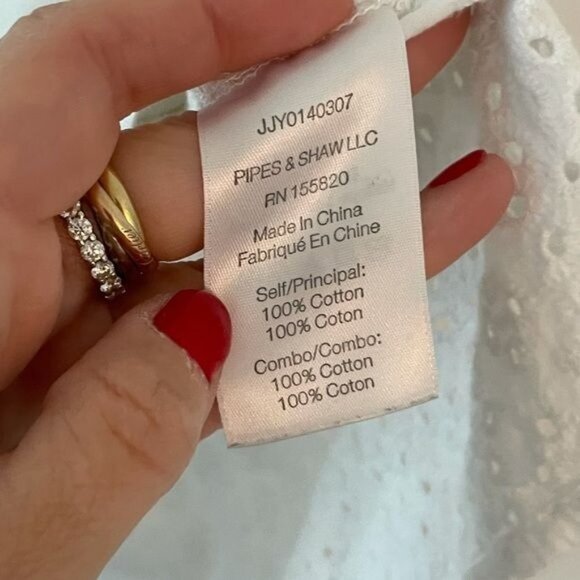 JJY0140307
PIPES & SHAW LLC
RN 155820
Made In China
Fabriqué En Chine
Self/Principal:
100% Cotton
100% Coton
Combo/Combo:
100% Cotton
100% Coton